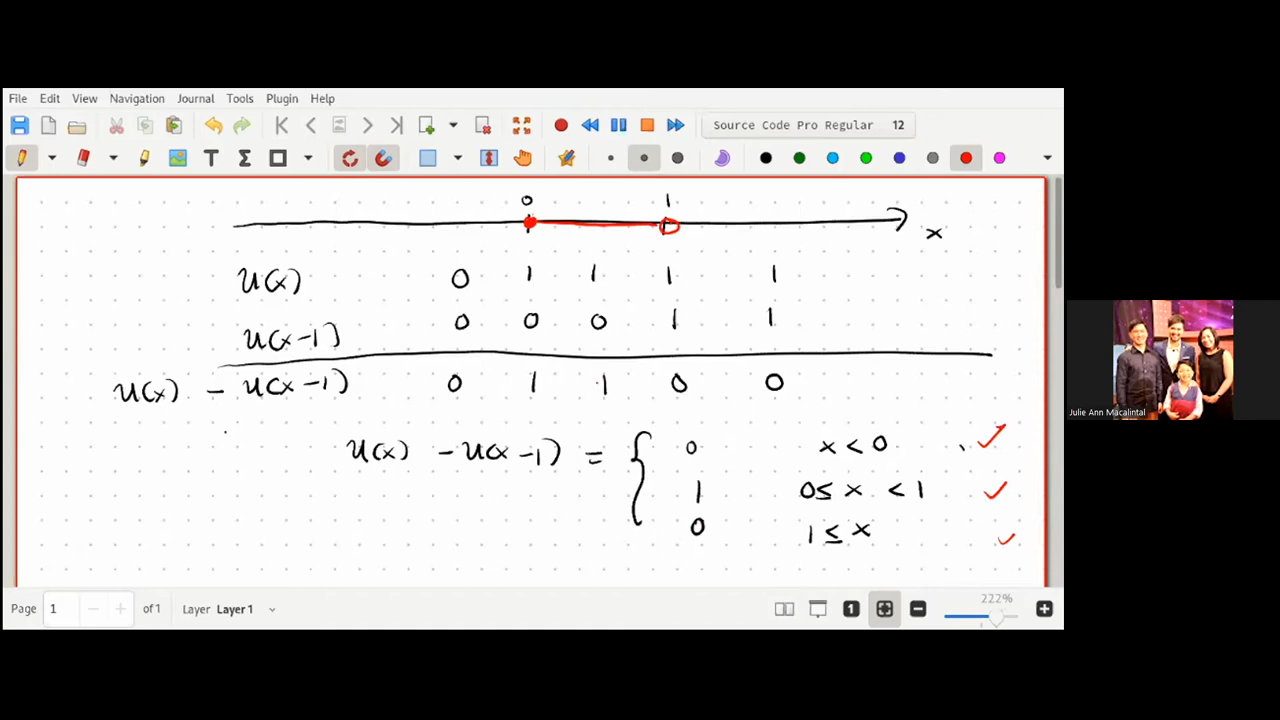 File Edit View Navigation Journal Tools Plugin Help
Source Code Pro Regular 12
0 1
x
u(x) 0 1 1 1 1
u(x-1) 0 0 0 1 1
u(x) - u(x-1) 0 1 1 0 0
u(x) - u(x-1) = { 0 x < 0
1 0 ≤ x < 1
0 1 ≤ x
Julie Ann Macalintal
Page 1 of 1 Layer Layer 1 1 222%